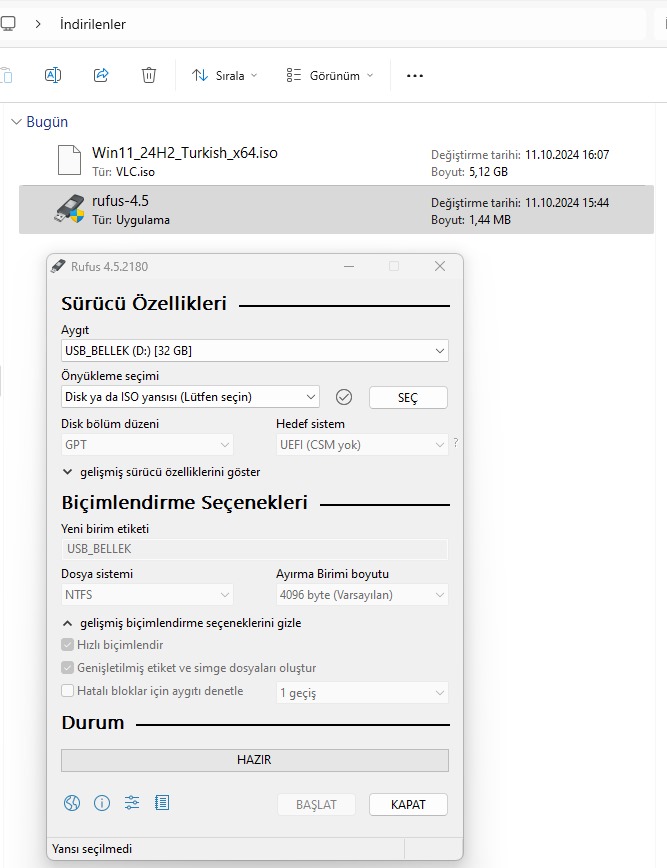 İndirilenler
Sırala Görünüm
Bugün
Win11_24H2_Turkish_x64.iso
Tür: VLC.iso
Değiştirme tarihi: 11.10.2024 16:07
Boyut: 5,12 GB
rufus-4.5
Tür: Uygulama
Değiştirme tarihi: 11.10.2024 15:44
Boyut: 1,44 MB
Rufus 4.5.2180
Sürücü Özellikleri
Aygıt
USB_BELLEK (D:) [32 GB]
Önyükleme seçimi
Disk ya da ISO yansısı (Lütfen seçin) SEÇ
Disk bölüm düzeni Hedef sistem
GPT UEFI (CSM yok) ?
gelişmiş sürücü özelliklerini göster
Biçimlendirme Seçenekleri
Yeni birim etiketi
USB_BELLEK
Dosya sistemi Ayırma Birimi boyutu
NTFS 4096 byte (Varsayılan)
gelişmiş biçimlendirme seçeneklerini gizle
Hızlı biçimlendir
Genişletilmiş etiket ve simge dosyaları oluştur
Hatalı bloklar için aygıtı denetle 1 geçiş
Durum
HAZIR
BAŞLAT KAPAT
Yansı seçilmedi